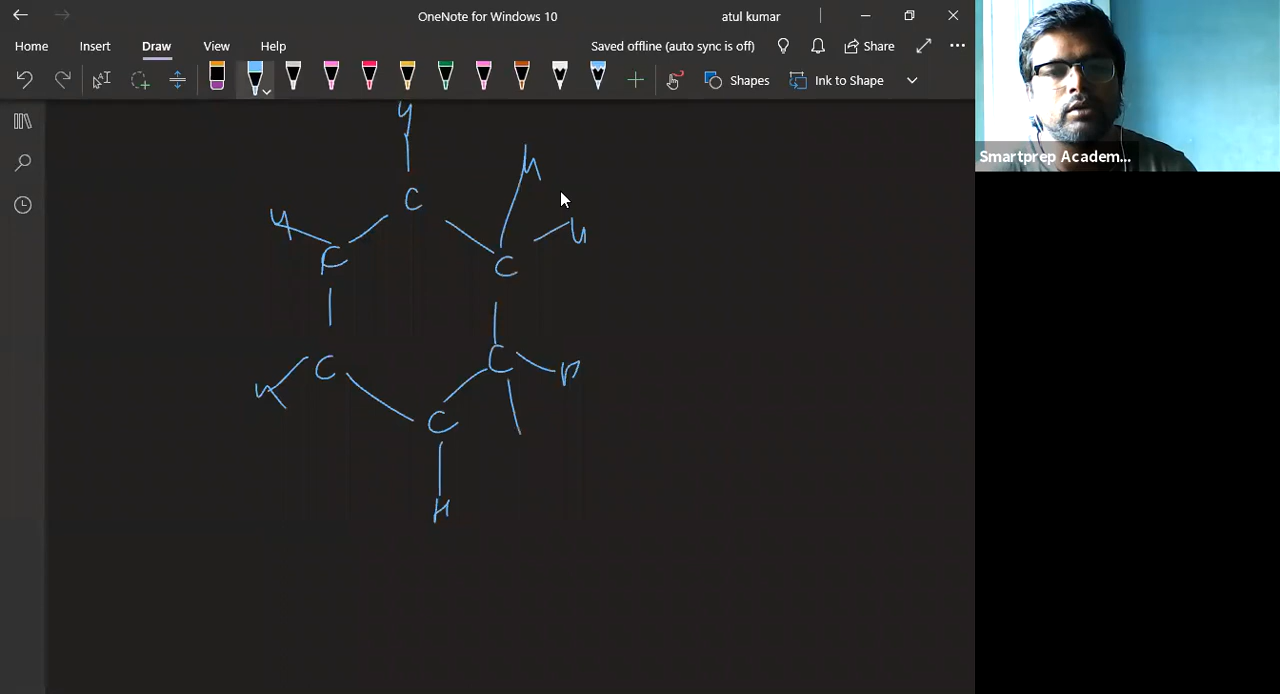 OneNote for Windows 10
atul kumar
Home Insert Draw View Help
Saved offline (auto sync is off)
Share
Shapes
Ink to Shape
Smartprep Academ...
H
H
C
H
H
C
C
C
C
H
H
C
H